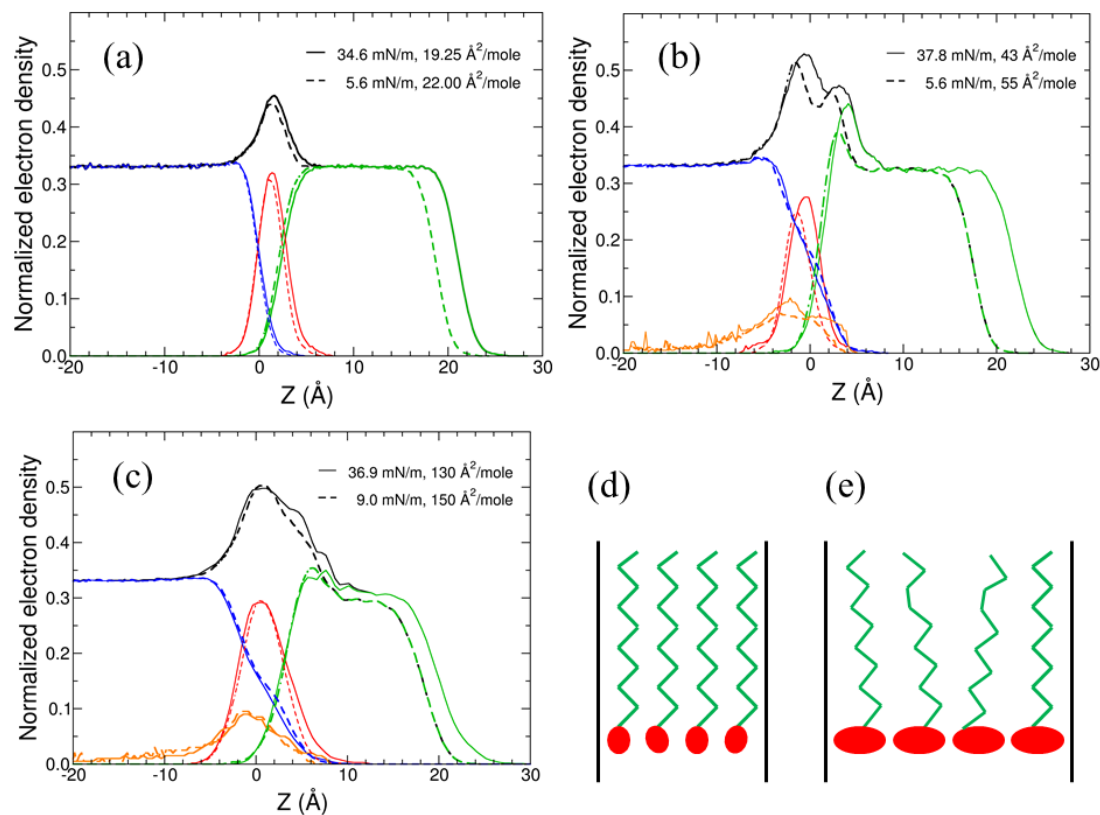 (a)
34.6 mN/m, 19.25 Å²/mole
5.6 mN/m, 22.00 Å²/mole
Normalized electron density
0.5
0.4
0.3
0.2
0.1
0.0
-20 -10 0 10 20 30
Z (Å)
(b)
37.8 mN/m, 43 Å²/mole
5.6 mN/m, 55 Å²/mole
Normalized electron density
0.5
0.4
0.3
0.2
0.1
0.0
-20 -10 0 10 20 30
Z (Å)
(c)
36.9 mN/m, 130 Å²/mole
9.0 mN/m, 150 Å²/mole
Normalized electron density
0.5
0.4
0.3
0.2
0.1
0.0
-20 -10 0 10 20 30
Z (Å)
(d)
(e)